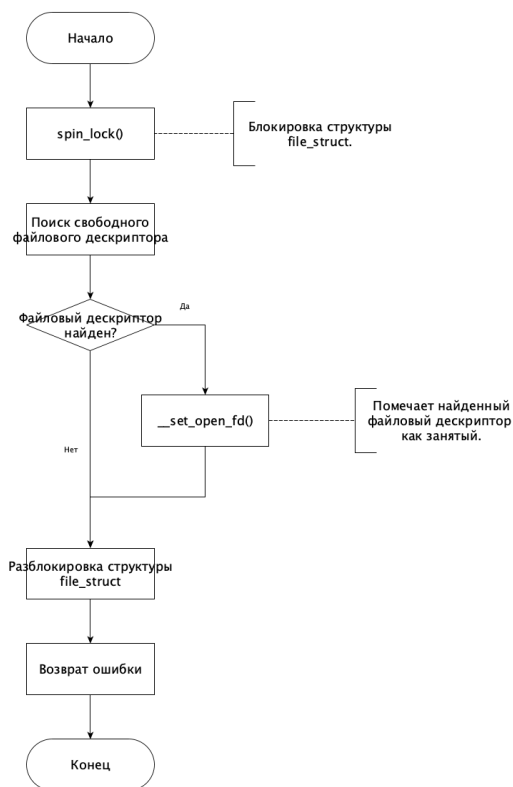 Начало
spin_lock()
Блокировка структуры
file_struct.
Поиск свободного
файлового дескриптора
Файловый дескриптор
найден?
Да
__set_open_fd()
Помечает найденный
файловый дескриптор
как занятый.
Нет
Разблокировка структуры
file_struct
Возврат ошибки
Конец